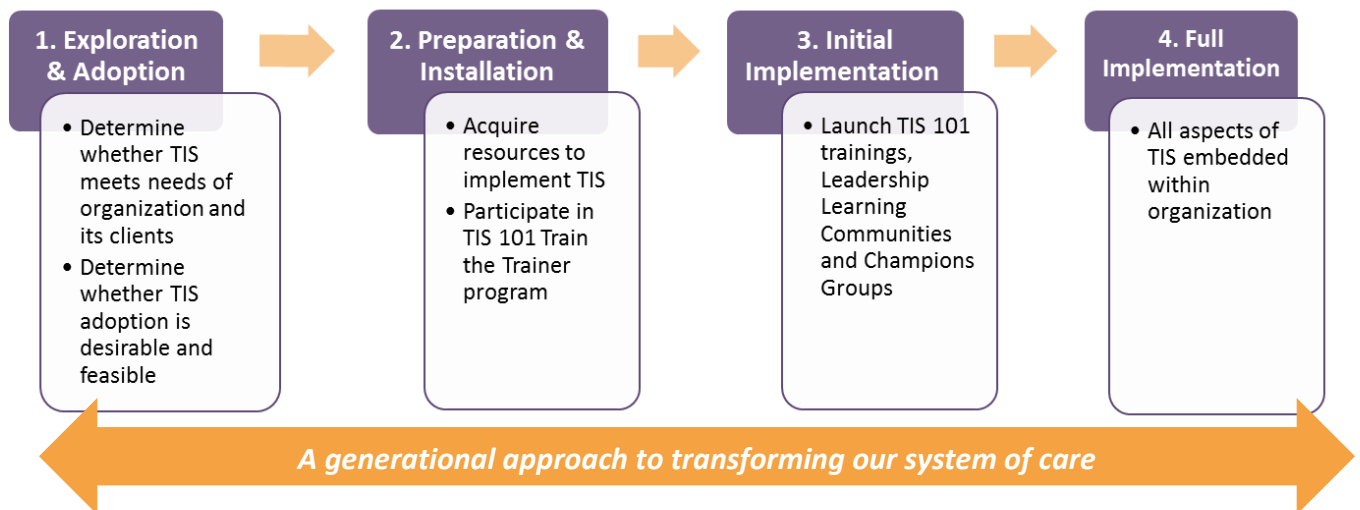 1. Exploration
& Adoption
• Determine
whether TIS
meets needs of
organization and
its clients
• Determine
whether TIS
adoption is
desirable and
feasible
2. Preparation &
Installation
• Acquire
resources to
implement TIS
• Participate in
TIS 101 Train
the Trainer
program
3. Initial
Implementation
• Launch TIS 101
trainings,
Leadership
Learning
Communities
and Champions
Groups
4. Full
Implementation
• All aspects of
TIS embedded
within
organization
A generational approach to transforming our system of care